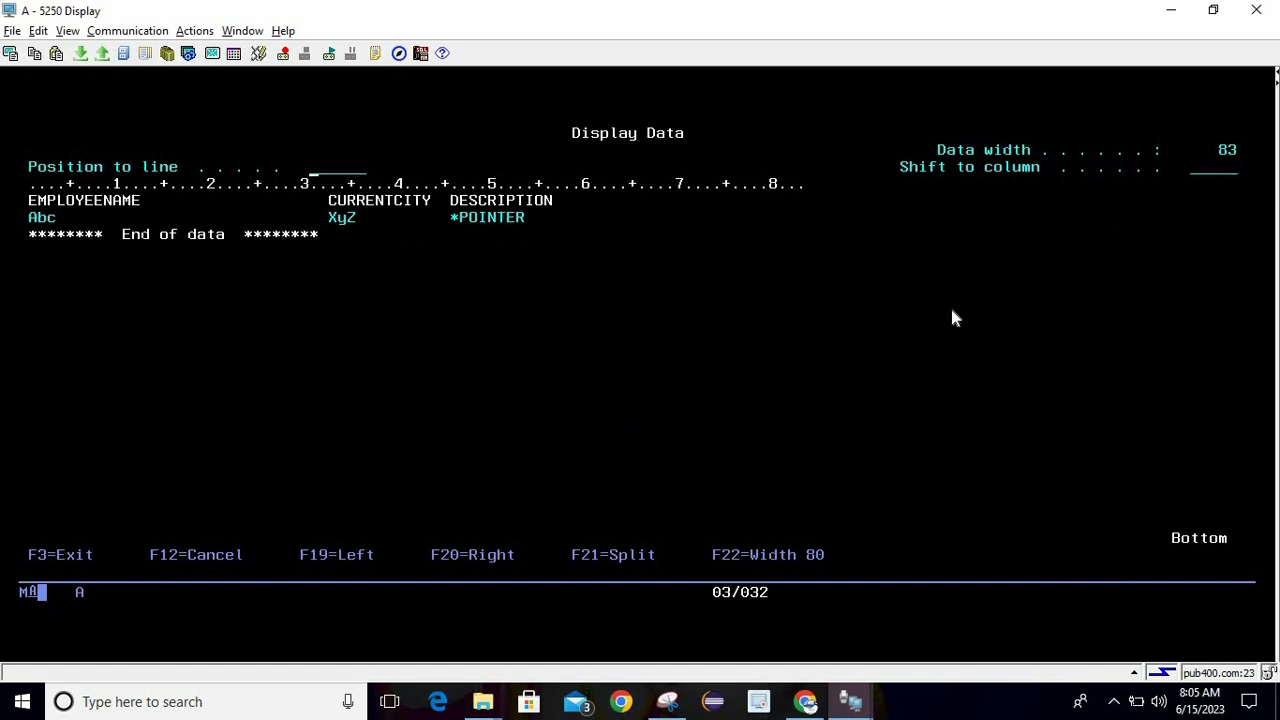 A - 5250 Display
File Edit View Communication Actions Window Help
Display Data
Data width . . . . . . : 83
Position to line . . . . . Shift to column . . . . . .
....+....1....+....2....+....3....+....4....+....5....+....6....+....7....+....8...
EMPLOYEENAME CURRENTCITY DESCRIPTION
Abc XyZ *POINTER
******** End of data ********
Bottom
F3=Exit F12=Cancel F19=Left F20=Right F21=Split F22=Width 80
MA A 03/032
pub400.com:23
Type here to search 3 8:05 AM
6/15/2023